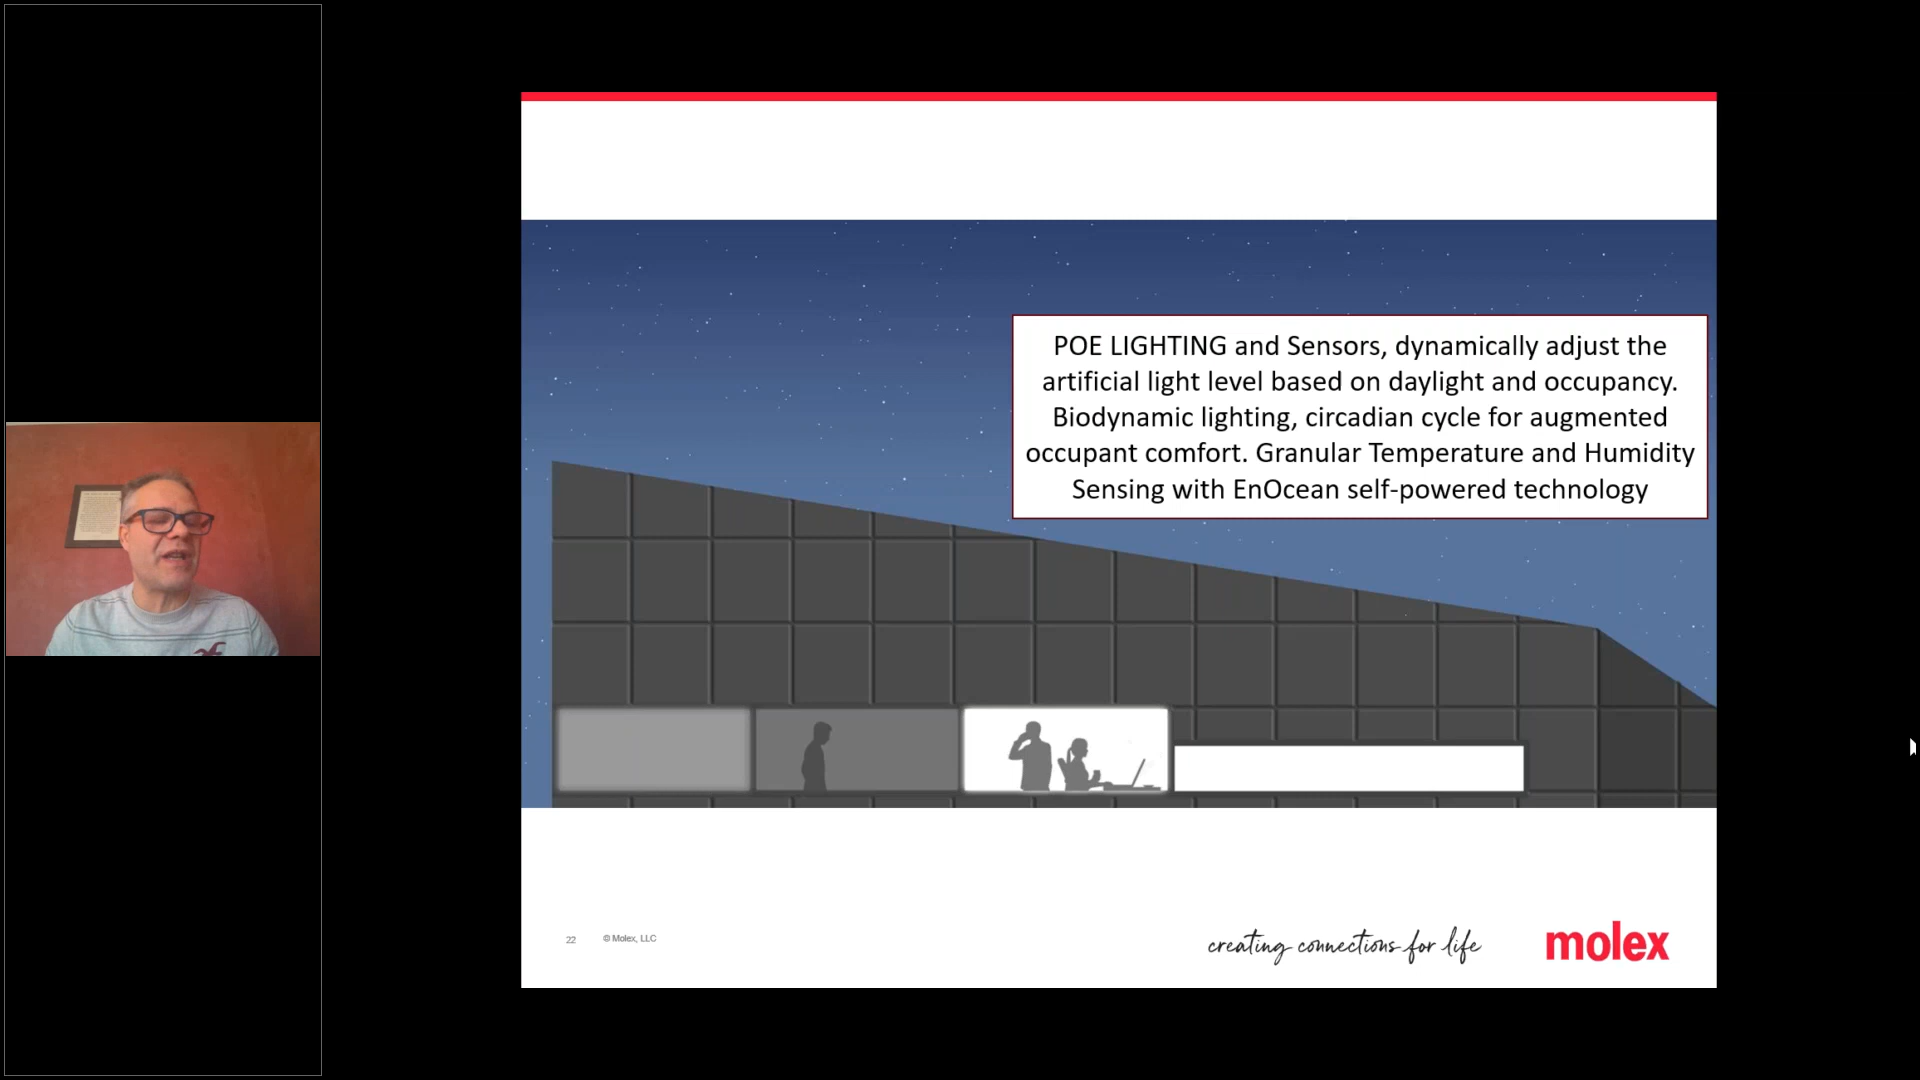 POE LIGHTING and Sensors, dynamically adjust the
artificial light level based on daylight and occupancy.
Biodynamic lighting, circadian cycle for augmented
occupant comfort. Granular Temperature and Humidity
Sensing with EnOcean self-powered technology
22 © Molex, LLC
creating connections for life
molex